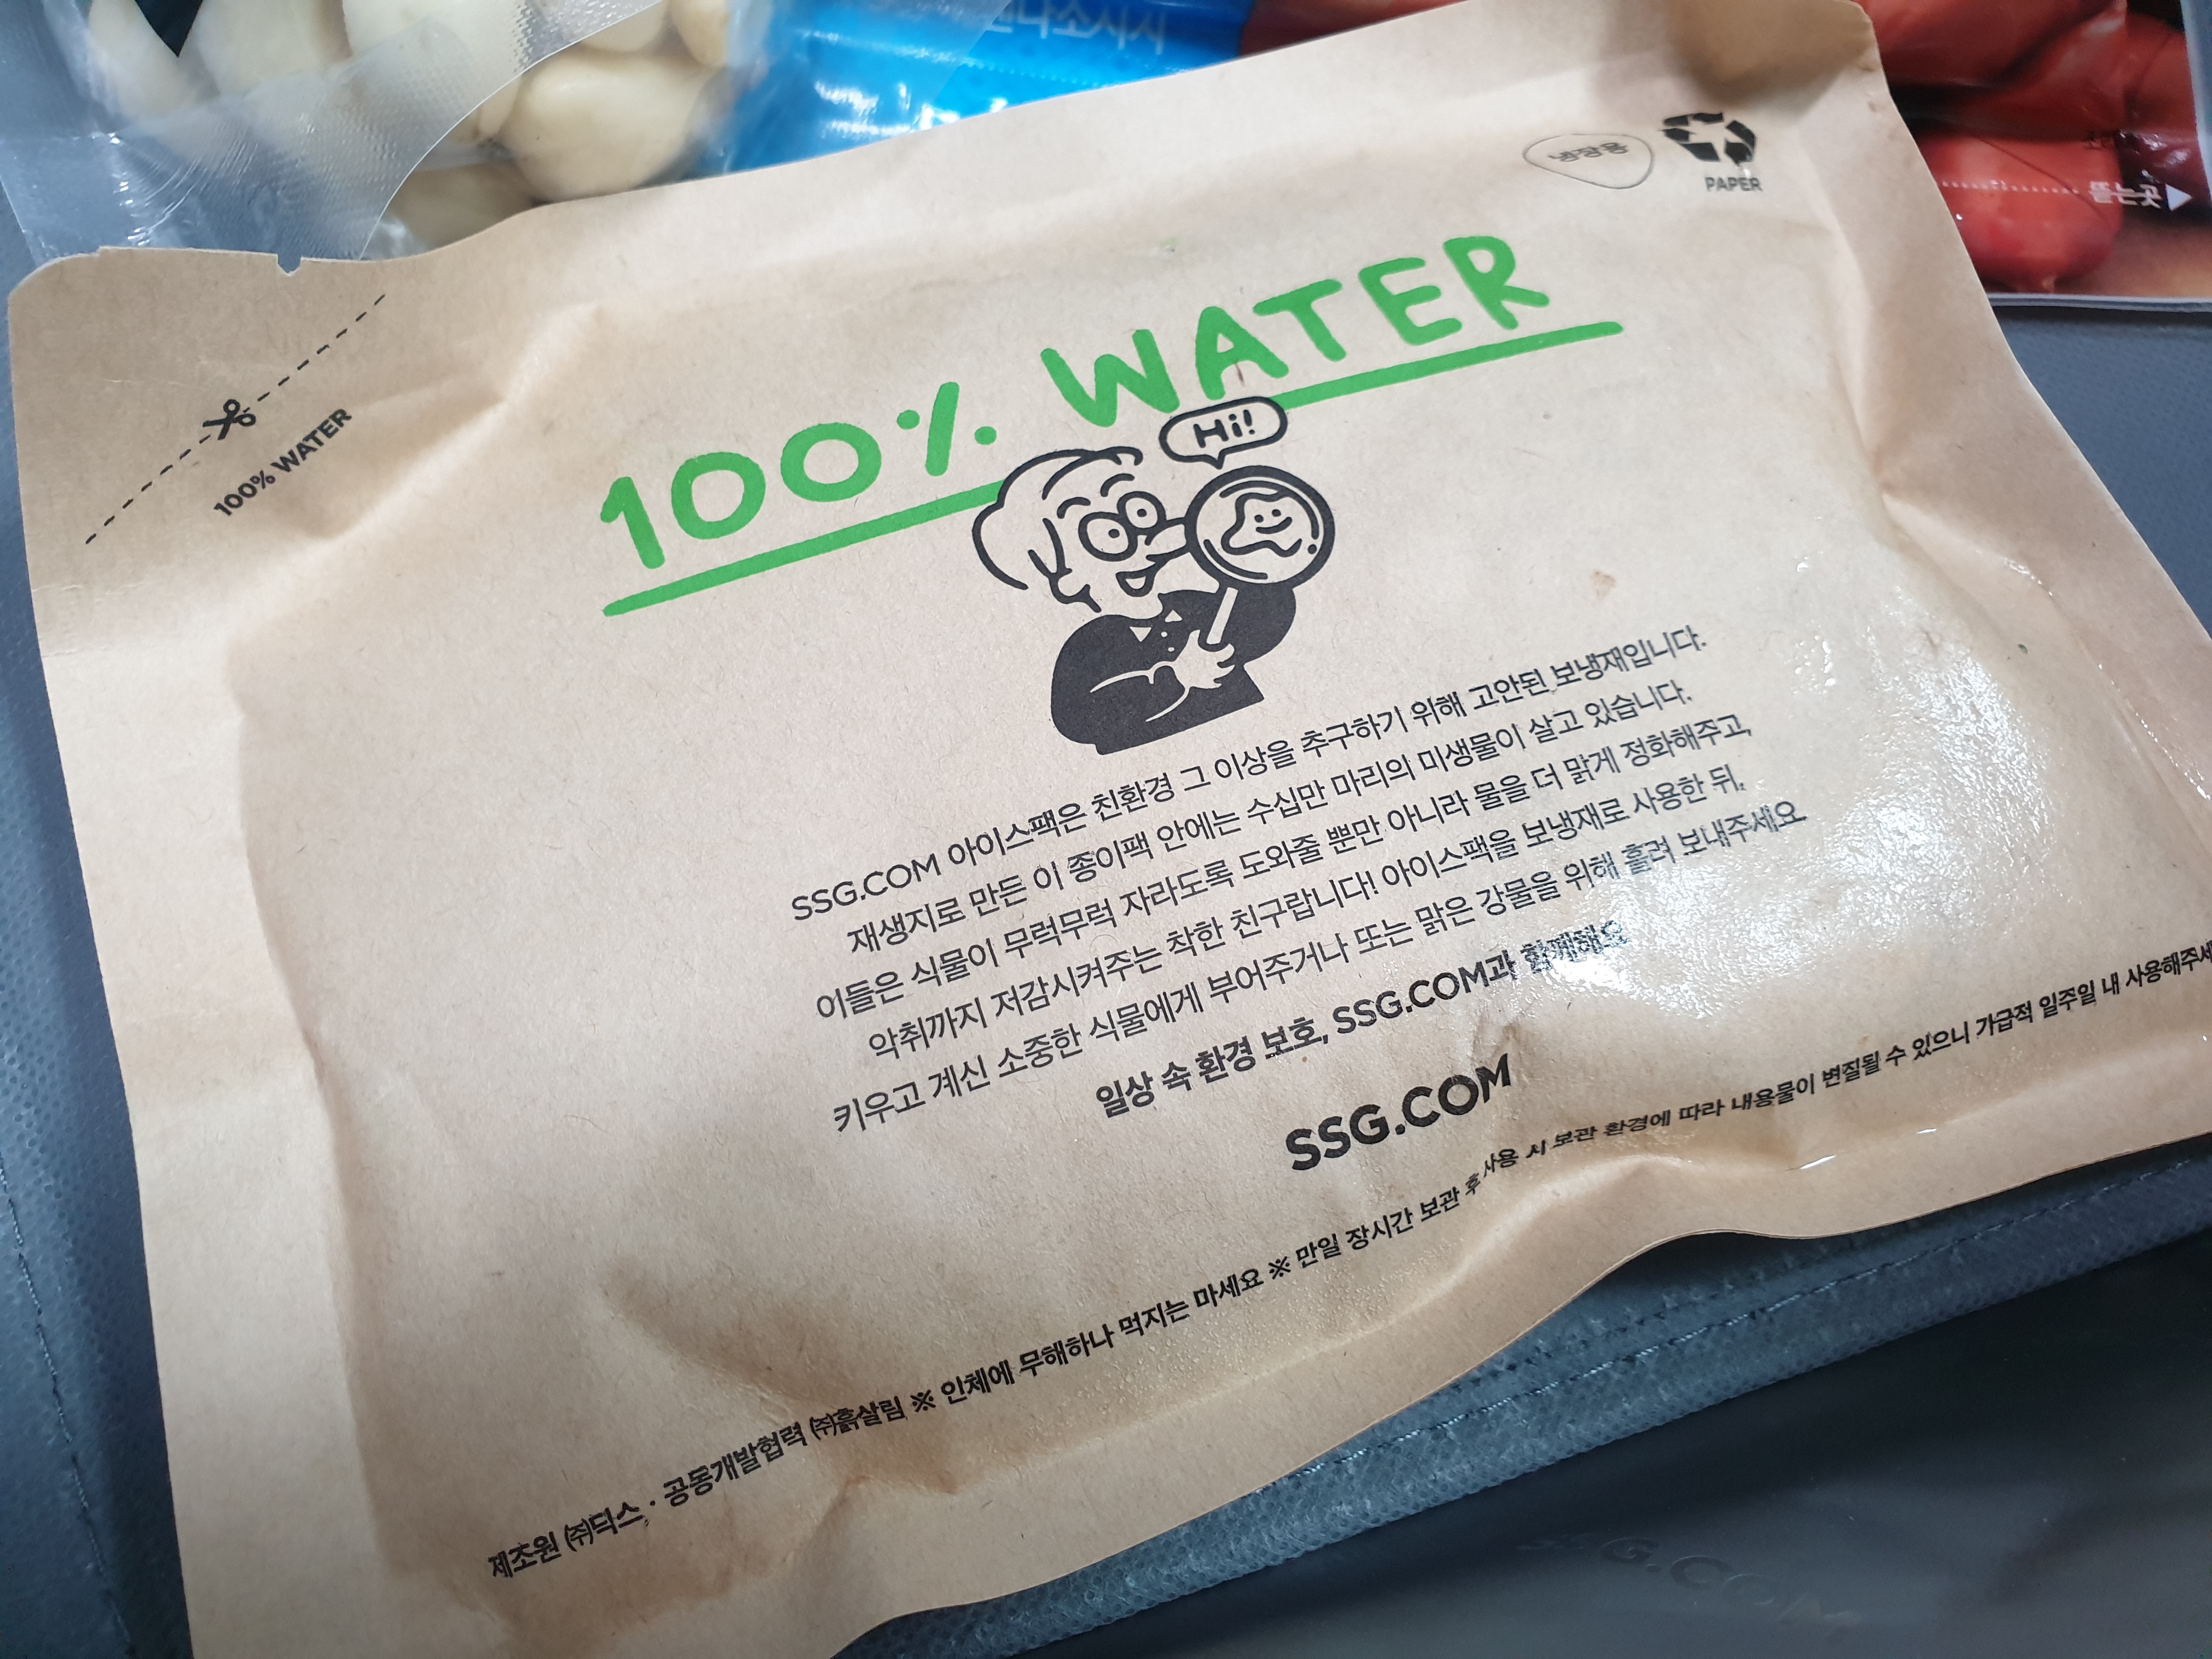 나소시지
냉장용
PAPER
뜯는곳
100% WATER
100% WATER
Hi!
SSG.COM 아이스팩은 친환경 그 이상을 추구하기 위해 고안된 보냉재입니다.
재생지로 만든 이 종이팩 안에는 수십만 마리의 미생물이 살고 있습니다.
이들은 식물이 무럭무럭 자라도록 도와줄 뿐만 아니라 물을 더 맑게 정화해주고,
악취까지 저감시켜주는 착한 친구랍니다! 아이스팩을 보냉재로 사용한 뒤,
키우고 계신 소중한 식물에게 부어주거나 또는 맑은 강물을 위해 흘려 보내주세요.
일상 속 환경 보호, SSG.COM과 함께해요
SSG.COM
제조원 ㈜딕스 · 공동개발협력 ㈜흙살림 ※ 인체에 무해하나 먹지는 마세요 ※ 만일 장시간 보관 후 사용 시 보관 환경에 따라 내용물이 변질될 수 있으니 가급적 일주일 내 사용해주세
SSG.COM